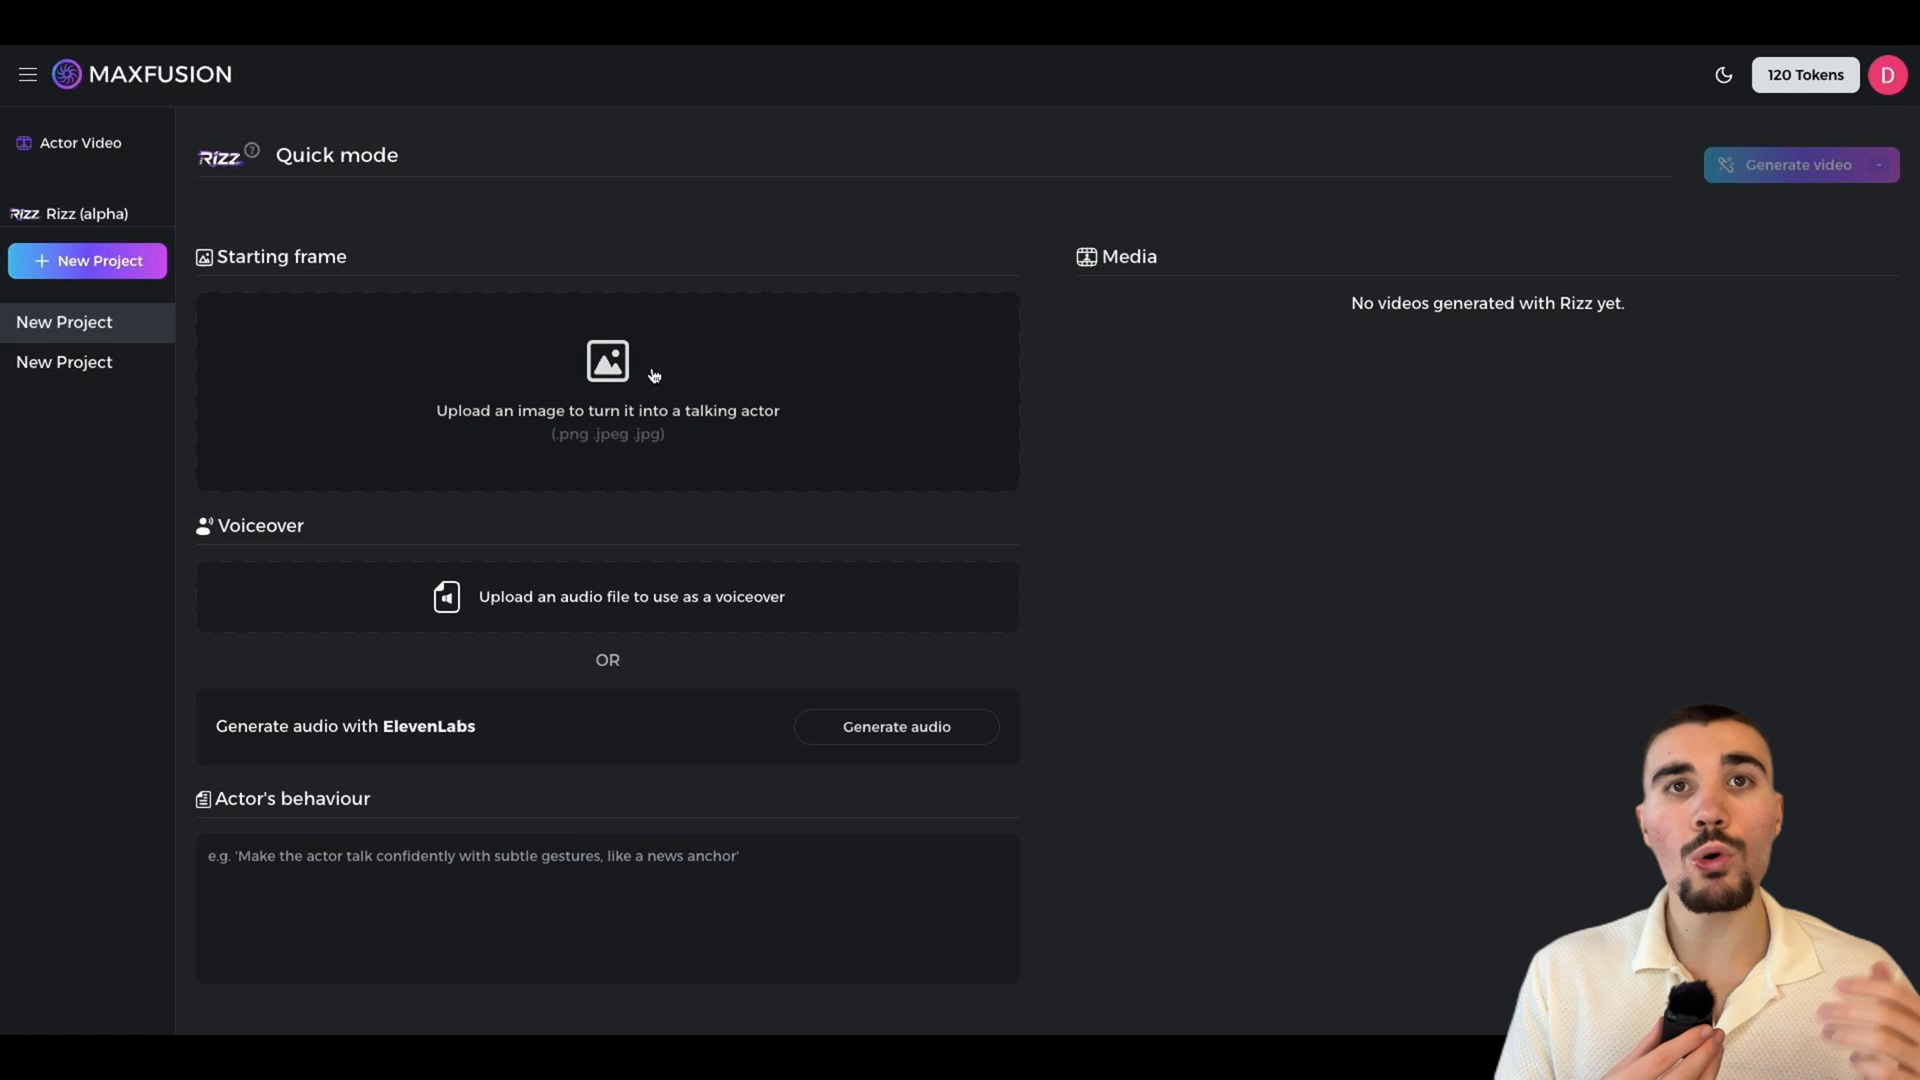 MAXFUSION
120 Tokens
D
Actor Video
Rizz ? Quick mode
Generate video
Rizz Rizz (alpha)
+ New Project
New Project
New Project
Starting frame
Upload an image to turn it into a talking actor
(.png .jpeg .jpg)
Voiceover
Upload an audio file to use as a voiceover
OR
Generate audio with ElevenLabs
Generate audio
Actor's behaviour
e.g. 'Make the actor talk confidently with subtle gestures, like a news anchor'
Media
No videos generated with Rizz yet.